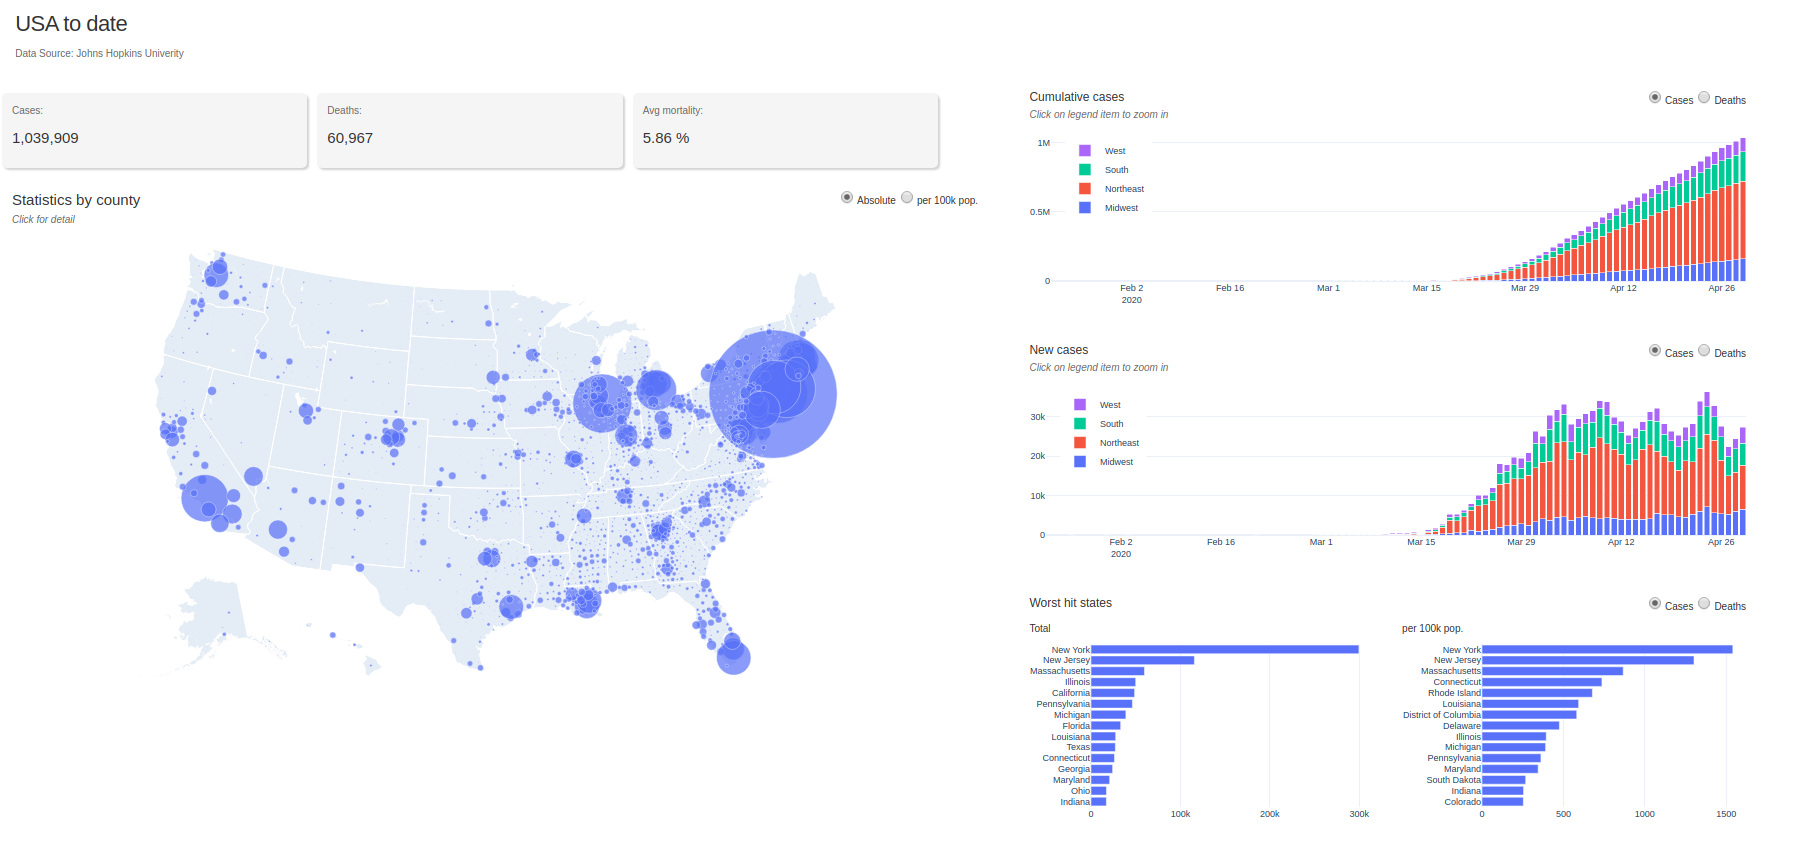 USA to date
Data Source: Johns Hopkins Univerity
Cases:
1,039,909
Deaths:
60,967
Avg mortality:
5.86 %
Statistics by county
Click for detail
Absolute
per 100k pop.
Cumulative cases
Click on legend item to zoom in
Cases
Deaths
1M
0.5M
0
West
South
Northeast
Midwest
Feb 2
2020
Feb 16
Mar 1
Mar 15
Mar 29
Apr 12
Apr 26
New cases
Click on legend item to zoom in
Cases
Deaths
30k
20k
10k
0
West
South
Northeast
Midwest
Feb 2
2020
Feb 16
Mar 1
Mar 15
Mar 29
Apr 12
Apr 26
Worst hit states
Cases
Deaths
Total
New York
New Jersey
Massachusetts
Illinois
California
Pennsylvania
Michigan
Florida
Louisiana
Texas
Connecticut
Georgia
Maryland
Ohio
Indiana
0
100k
200k
300k
per 100k pop.
New York
New Jersey
Massachusetts
Connecticut
Rhode Island
Louisiana
District of Columbia
Delaware
Illinois
Michigan
Pennsylvania
Maryland
South Dakota
Indiana
Colorado
0
500
1000
1500